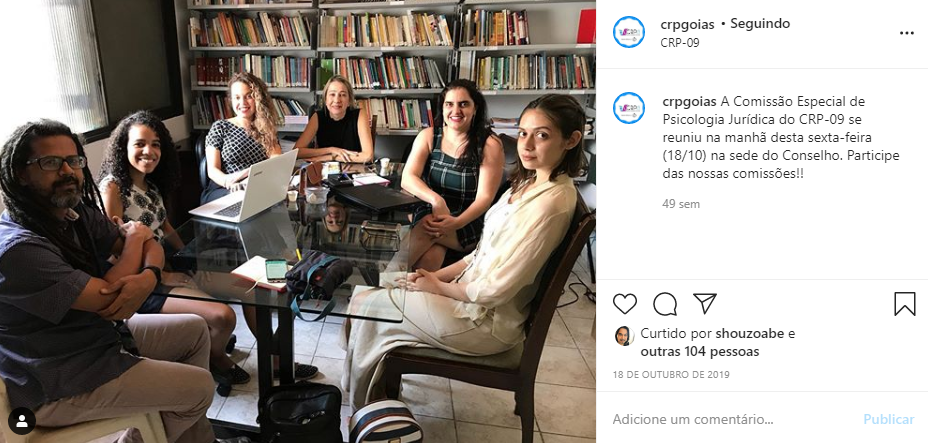 crpgoias • Seguindo
CRP-09
crpgoias A Comissão Especial de
Psicologia Jurídica do CRP-09 se
reuniu na manhã desta sexta-feira
(18/10) na sede do Conselho. Participe
das nossas comissões!!
49 sem
Curtido por shouzoabe e
outras 104 pessoas
18 DE OUTUBRO DE 2019
Adicione um comentário... Publicar